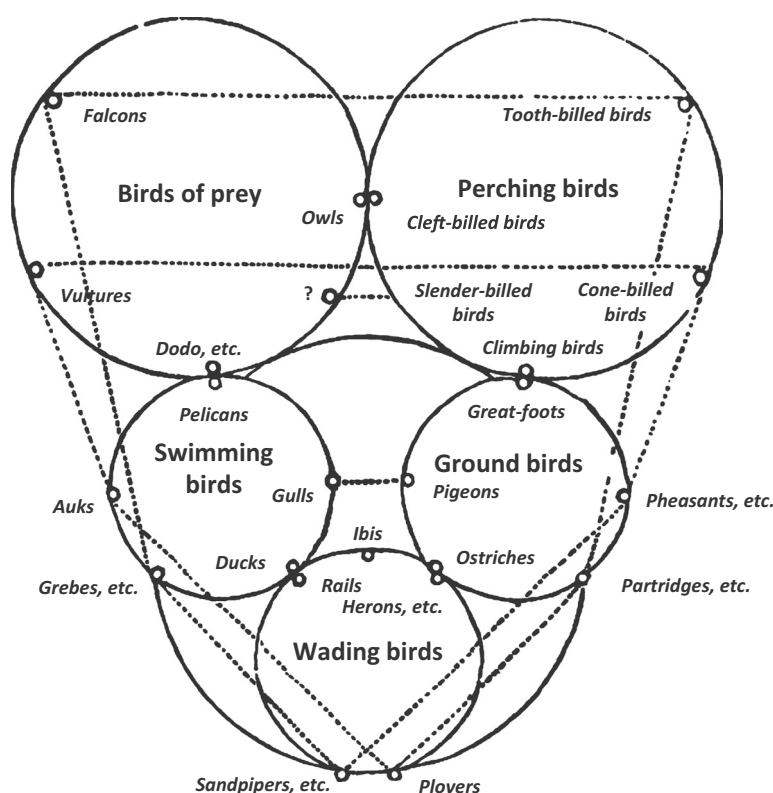 Falcons
Tooth-billed birds
Birds of prey
Perching birds
Owls
Cleft-billed birds
Vultures
?
Slender-billed
birds
Cone-billed
birds
Dodo, etc.
Climbing birds
Pelicans
Great-foots
Swimming
birds
Ground birds
Gulls
Pigeons
Auks
Pheasants, etc.
Ibis
Ducks
Ostriches
Grebes, etc.
Rails
Herons, etc.
Partridges, etc.
Wading birds
Sandpipers, etc.
Plovers